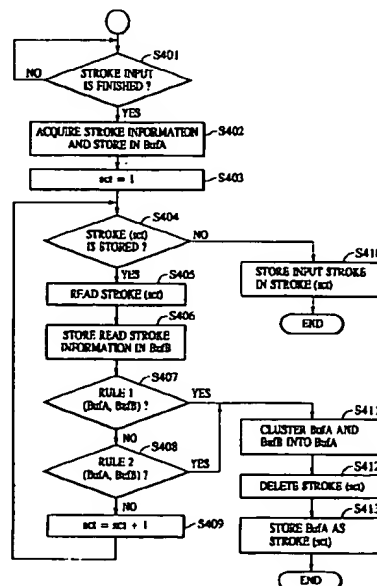 S401
STROKE INPUT
IS FINISHED ?
NO
YES
S402
ACQUIRE STROKE INFORMATION
AND STORE IN BufA
S403
sct = 1
S404
STROKE (sct)
IS STORED ?
NO
YES
S405
READ STROKE (sct)
S410
STORE INPUT STROKE
IN STROKE (sct)
END
S406
STORE READ STROKE
INFORMATION IN BufB
S407
RULE 1
(BufA, BufB) ?
YES
NO
S408
RULE 2
(BufA, BufB) ?
YES
NO
sct = sct + 1
S409
S411
CLUSTER BufA AND
BufB INTO BufA
S412
DELETE STROKE (sct)
S413
STORE BufA AS
STROKE (sct)
END